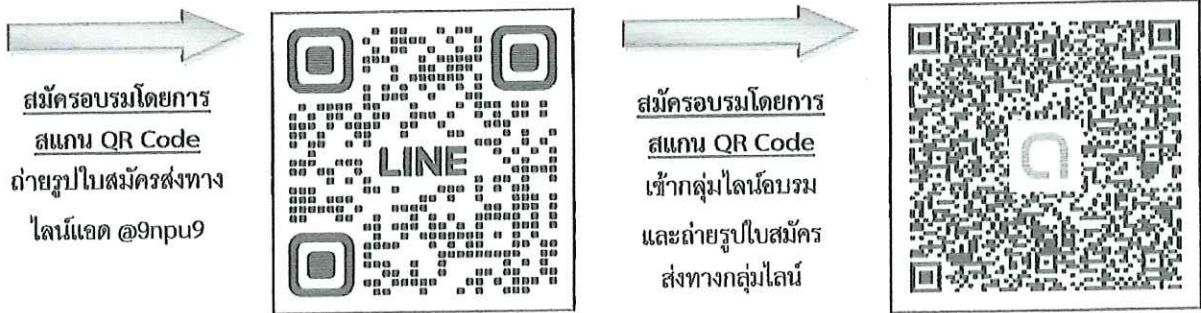 สมัครอบรมโดยการ
สแกน QR Code
ถ่ายรูปใบสมัครส่งทาง
ไลน์แอด @9npu9
LINE
สมัครอบรมโดยการ
สแกน QR Code
เข้ากลุ่มไลน์อบรม
และถ่ายรูปใบสมัคร
ส่งทางกลุ่มไลน์